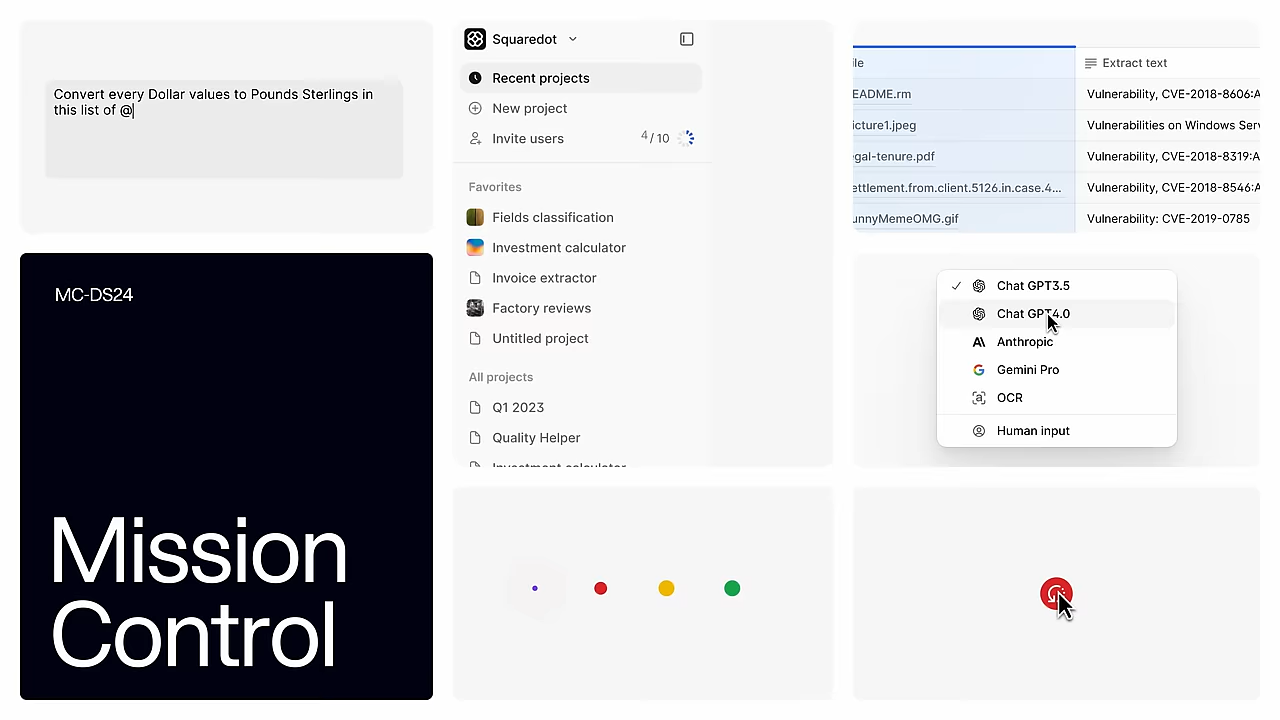 Convert every Dollar values to Pounds Sterlings in
this list of @
MC-DS24
Mission
Control
Squaredot
Recent projects
New project
Invite users
4 / 10
Favorites
Fields classification
Investment calculator
Invoice extractor
Factory reviews
Untitled project
All projects
Q1 2023
Quality Helper
Investment calculator
ile
Extract text
EADME.rm
Vulnerability, CVE-2018-8606:A
icture1.jpeg
Vulnerabilities on Windows Serv
egal-tenure.pdf
Vulnerability, CVE-2018-8319:A
ettlement.from.client.5126.in.case.4...
Vulnerability, CVE-2018-8546:A
unnyMemeOMG.gif
Vulnerability: CVE-2019-0785
Chat GPT3.5
Chat GPT4.0
Anthropic
Gemini Pro
OCR
Human input